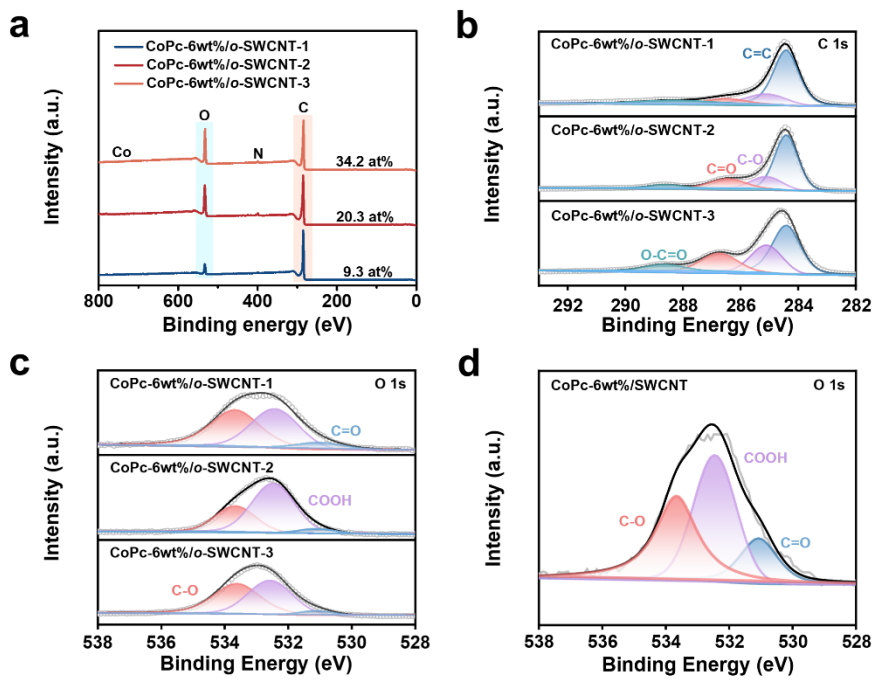 a
CoPc-6wt%/o-SWCNT-1
CoPc-6wt%/o-SWCNT-2
CoPc-6wt%/o-SWCNT-3
O
C
Co
N
34.2 at%
20.3 at%
9.3 at%
800 600 400 200 0
Binding energy (eV)
Intensity (a.u.)
b
CoPc-6wt%/o-SWCNT-1
C 1s
C=C
CoPc-6wt%/o-SWCNT-2
C-O
C=O
CoPc-6wt%/o-SWCNT-3
O-C=O
292 290 288 286 284 282
Binding Energy (eV)
Intensity (a.u.)
c
CoPc-6wt%/o-SWCNT-1
O 1s
C=O
CoPc-6wt%/o-SWCNT-2
COOH
CoPc-6wt%/o-SWCNT-3
C-O
538 536 534 532 530 528
Binding Energy (eV)
Intensity (a.u.)
d
CoPc-6wt%/SWCNT
O 1s
COOH
C-O
C=O
538 536 534 532 530 528
Binding Energy (eV)
Intensity (a.u.)